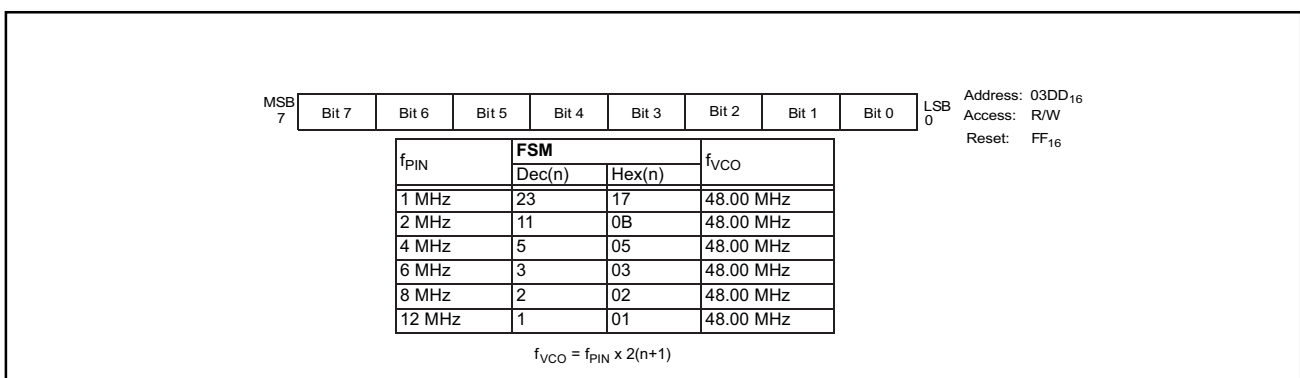 MSB 7 Bit 7 Bit 6 Bit 5 Bit 4 Bit 3 Bit 2 Bit 1 Bit 0 LSB 0
Address: 03DD16
Access: R/W
Reset: FF16
fPIN FSM fVCO
Dec(n) Hex(n)
1 MHz 23 17 48.00 MHz
2 MHz 11 0B 48.00 MHz
4 MHz 5 05 48.00 MHz
6 MHz 3 03 48.00 MHz
8 MHz 2 02 48.00 MHz
12 MHz 1 01 48.00 MHz
fVCO = fPIN x 2(n+1)